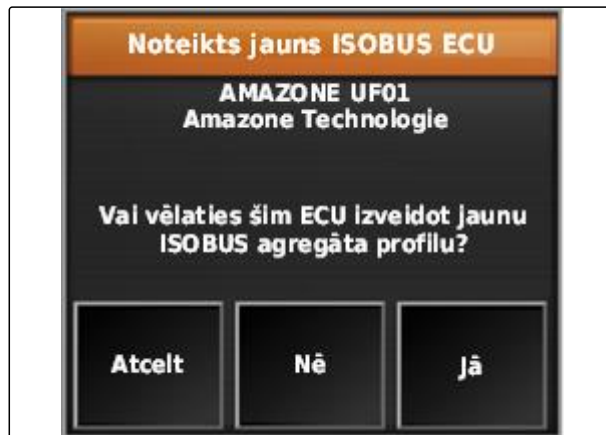 Noteikts jauns ISOBUS ECU
AMAZONE UF01
Amazone Technologie
Vai vēlaties šim ECU izveidot jaunu
ISOBUS agregāta profilu?
Atcelt
Nē
Jā